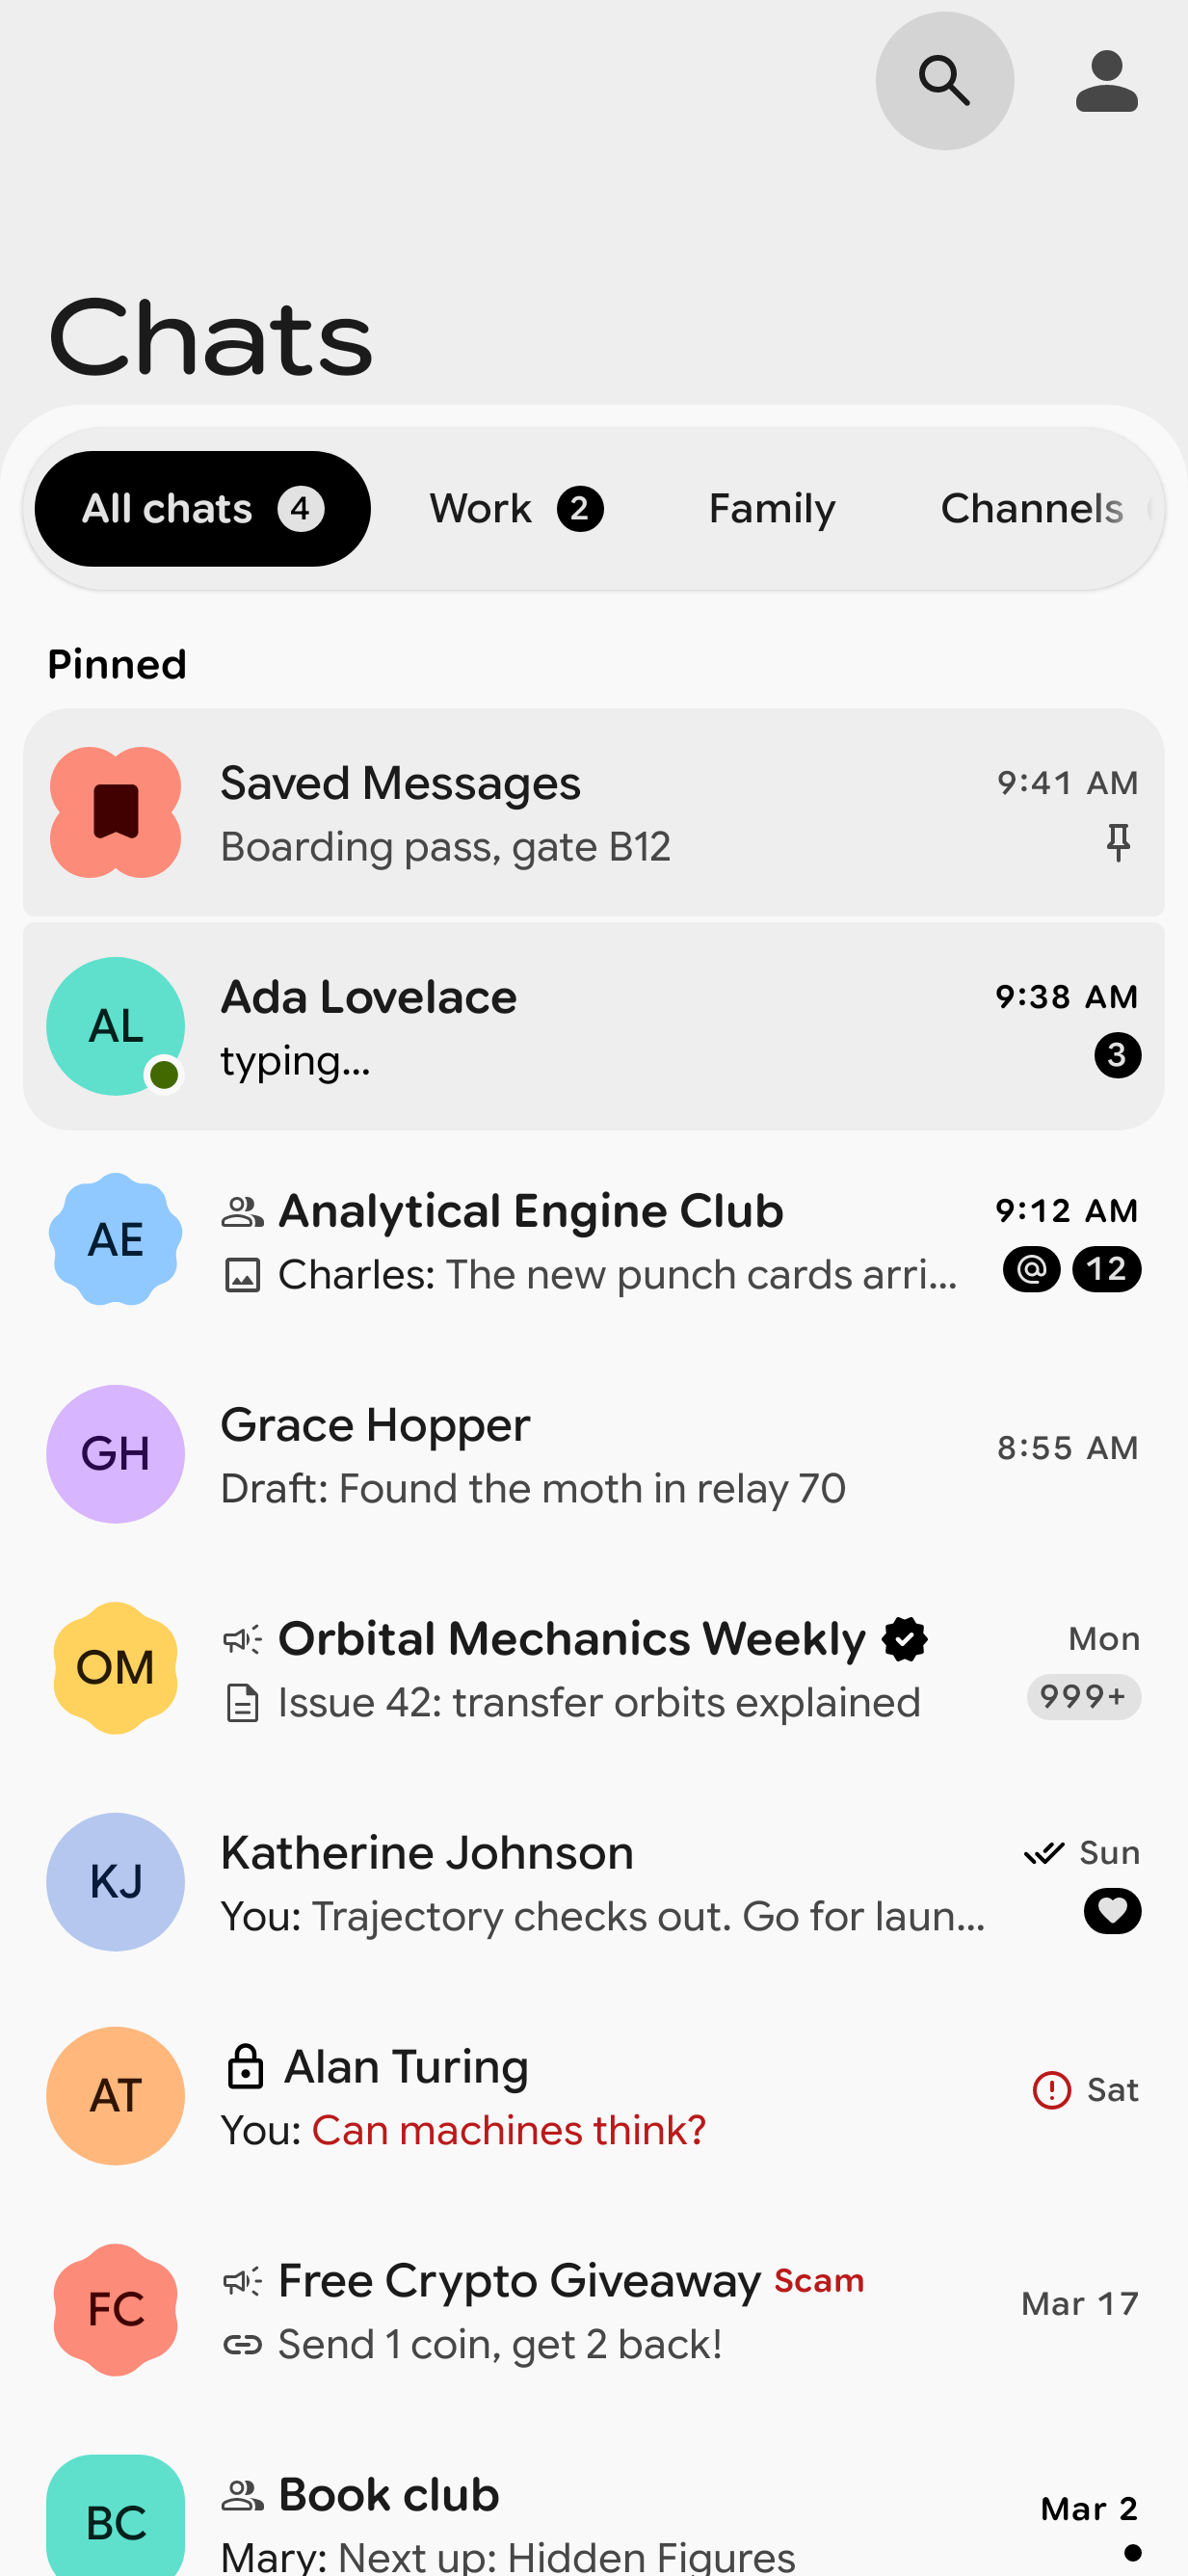 Chats
All chats 4 Work 2 Family Channels
Pinned
Saved Messages 9:41 AM
Boarding pass, gate B12
AL Ada Lovelace 9:38 AM
typing... 3
AE Analytical Engine Club 9:12 AM
Charles: The new punch cards arri... @ 12
GH Grace Hopper 8:55 AM
Draft: Found the moth in relay 70
OM Orbital Mechanics Weekly Mon
Issue 42: transfer orbits explained 999+
KJ Katherine Johnson Sun
You: Trajectory checks out. Go for laun...
AT Alan Turing Sat
You: Can machines think?
FC Free Crypto Giveaway Scam Mar 17
Send 1 coin, get 2 back!
BC Book club Mar 2
Mary: Next up: Hidden Figures